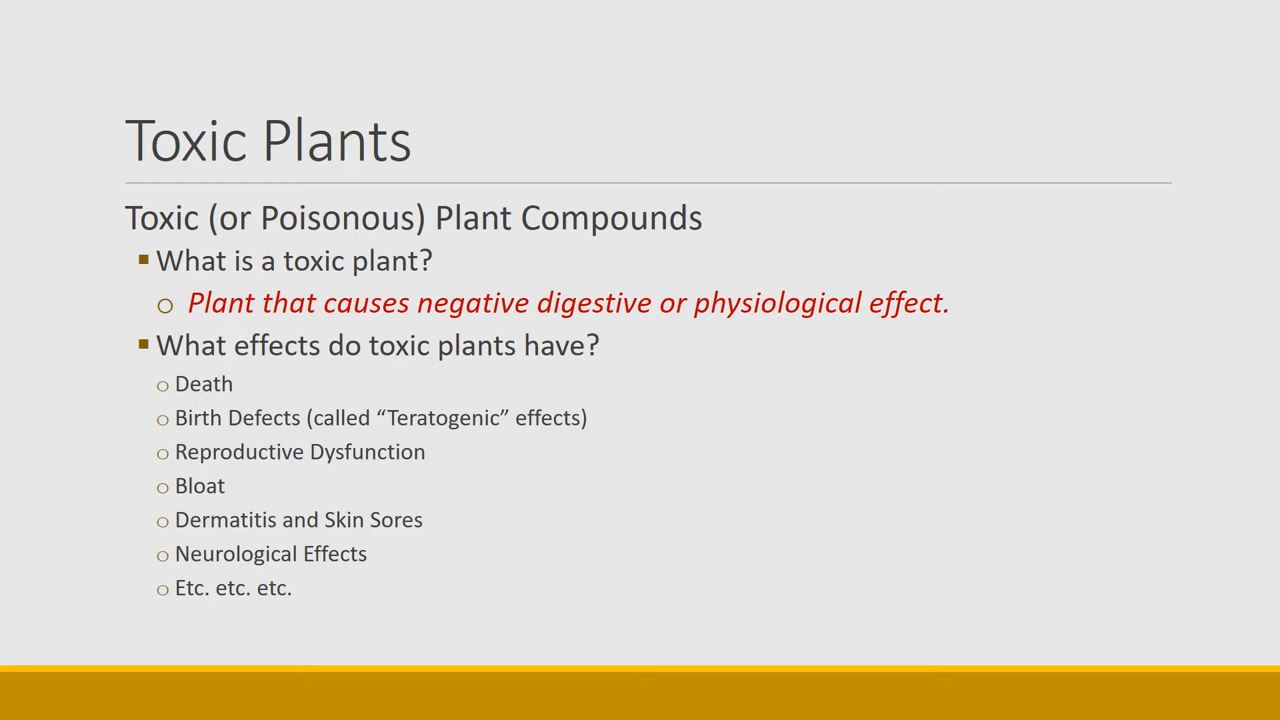 Toxic Plants
Toxic (or Poisonous) Plant Compounds
▪ What is a toxic plant?
o Plant that causes negative digestive or physiological effect.
▪ What effects do toxic plants have?
o Death
o Birth Defects (called “Teratogenic” effects)
o Reproductive Dysfunction
o Bloat
o Dermatitis and Skin Sores
o Neurological Effects
o Etc. etc. etc.